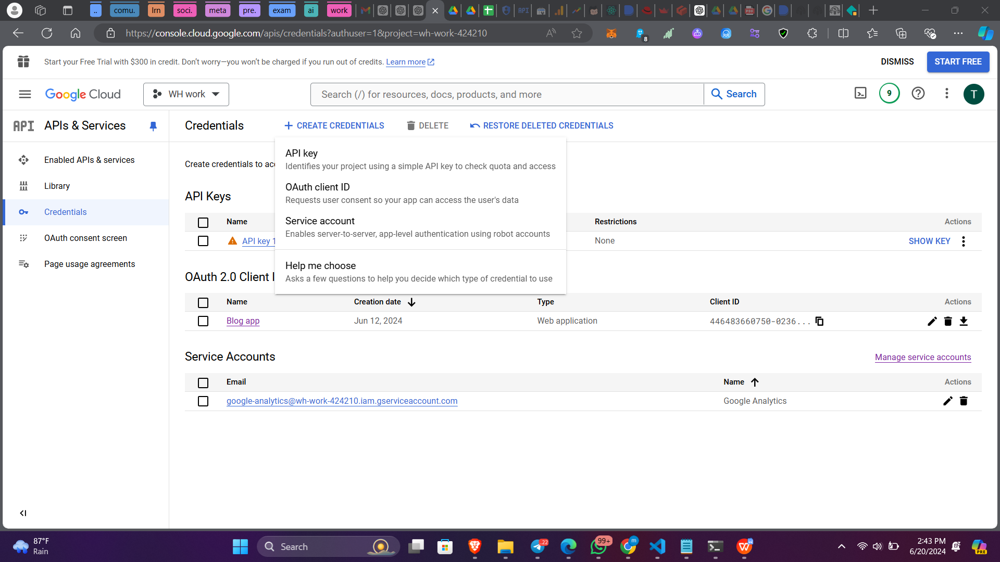 ..
comu.
lrn
soci.
meta
pre.
exam
ai
work
https://console.cloud.google.com/apis/credentials?authuser=1&project=wh-work-424210
8
Start your Free Trial with $300 in credit. Don't worry—you won't be charged if you run out of credits. Learn more
DISMISS
START FREE
Google Cloud
WH work
Search (/) for resources, docs, products, and more
Search
9
T
API
APIs & Services
Credentials
CREATE CREDENTIALS
DELETE
RESTORE DELETED CREDENTIALS
Enabled APIs & services
Library
Credentials
OAuth consent screen
Page usage agreements
Create credentials to acc
API key
Identifies your project using a simple API key to check quota and access
OAuth client ID
Requests user consent so your app can access the user's data
Service account
Enables server-to-server, app-level authentication using robot accounts
Help me choose
Asks a few questions to help you decide which type of credential to use
API Keys
Name
Restrictions
Actions
API key 1
None
SHOW KEY
OAuth 2.0 Client I
Name
Creation date
Type
Client ID
Actions
Blog app
Jun 12, 2024
Web application
446483660750-0236...
Service Accounts
Manage service accounts
Email
Name
Actions
google-analytics@wh-work-424210.iam.gserviceaccount.com
Google Analytics
87°F
Rain
Search
22
99+
m
2:43 PM
6/20/2024
PRE